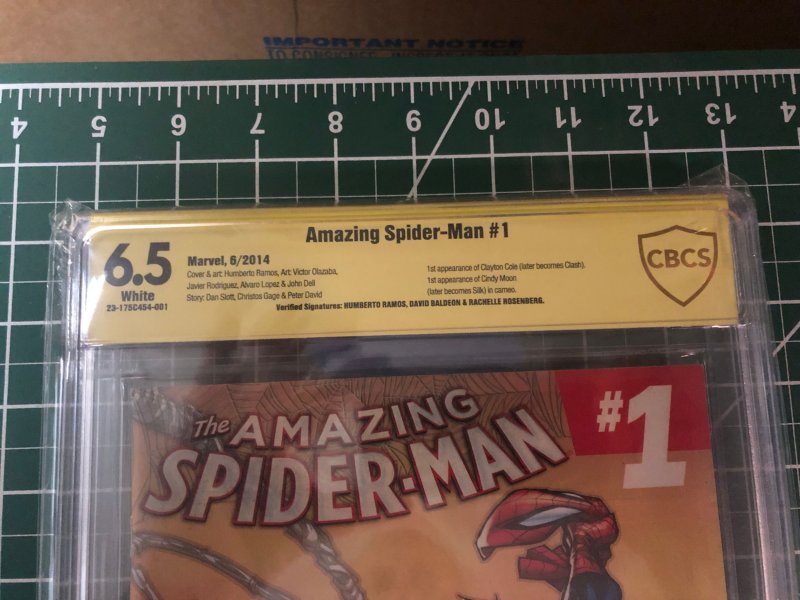 IMPORTANT NOTICE
4 5 6 7 8 9 10 11 12 13 14
Amazing Spider-Man #1
6.5
White
23-175C454-001
Marvel, 6/2014
Cover & art: Humberto Ramos, Art: Victor Olazaba,
Javier Rodriguez, Alvaro Lopez & John Dell
Story: Dan Slott, Christos Gage & Peter David
1st appearance of Clayton Cole (later becomes Clash).
1st appearance of Cindy Moon
(later becomes Silk) in cameo.
Verified Signatures: HUMBERTO RAMOS, DAVID BALDEON & RACHELLE ROSENBERG.
CBCS
The AMAZING
SPIDER-MAN
#1